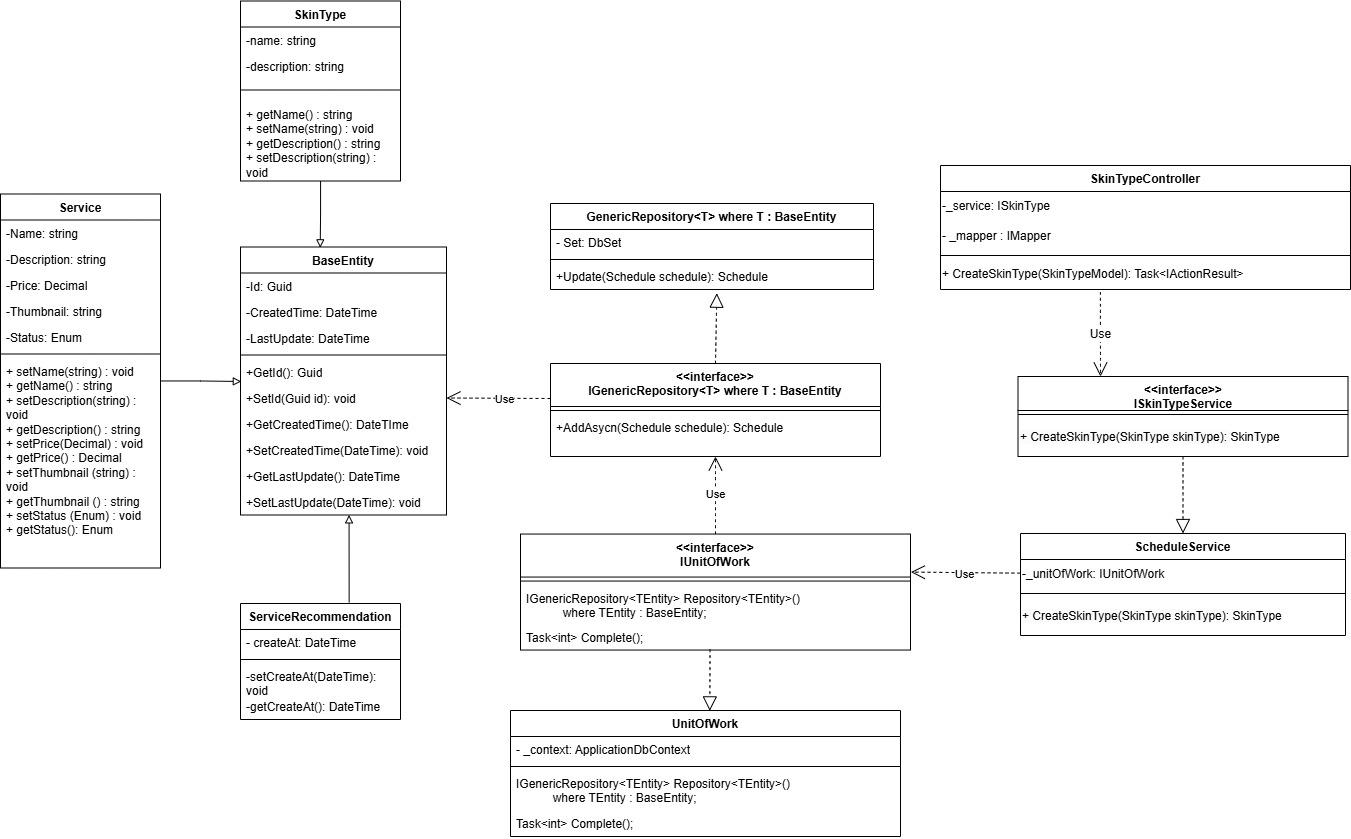 SkinType
-name: string
-description: string
+ getName() : string
+ setName(string) : void
+ getDescription() : string
+ setDescription(string) :
void
Service
-Name: string
-Description: string
-Price: Decimal
-Thumbnail: string
-Status: Enum
+ setName(string) : void
+ getName() : string
+ setDescription(string) :
void
+ getDescription() : string
+ setPrice(Decimal) : void
+ getPrice() : Decimal
+ setThumbnail (string) :
void
+ getThumbnail () : string
+ setStatus (Enum) : void
+ getStatus(): Enum
BaseEntity
-Id: Guid
-CreatedTime: DateTime
-LastUpdate: DateTime
+GetId(): Guid
+SetId(Guid id): void
+GetCreatedTime(): DateTIme
+SetCreatedTime(DateTime): void
+GetLastUpdate(): DateTime
+SetLastUpdate(DateTime): void
ServiceRecommendation
- createAt: DateTime
-setCreateAt(DateTime):
void
-getCreateAt(): DateTime
GenericRepository<T> where T : BaseEntity
- Set: DbSet
+Update(Schedule schedule): Schedule
<<interface>>
IGenericRepository<T> where T : BaseEntity
+AddAsycn(Schedule schedule): Schedule
Use
Use
<<interface>>
IUnitOfWork
IGenericRepository<TEntity> Repository<TEntity>()
where TEntity : BaseEntity;
Task<int> Complete();
UnitOfWork
- _context: ApplicationDbContext
IGenericRepository<TEntity> Repository<TEntity>()
where TEntity : BaseEntity;
Task<int> Complete();
SkinTypeController
-_service: ISkinType
- _mapper : IMapper
+ CreateSkinType(SkinTypeModel): Task<IActionResult>
Use
<<interface>>
ISkinTypeService
+ CreateSkinType(SkinType skinType): SkinType
ScheduleService
-_unitOfWork: IUnitOfWork
+ CreateSkinType(SkinType skinType): SkinType
Use